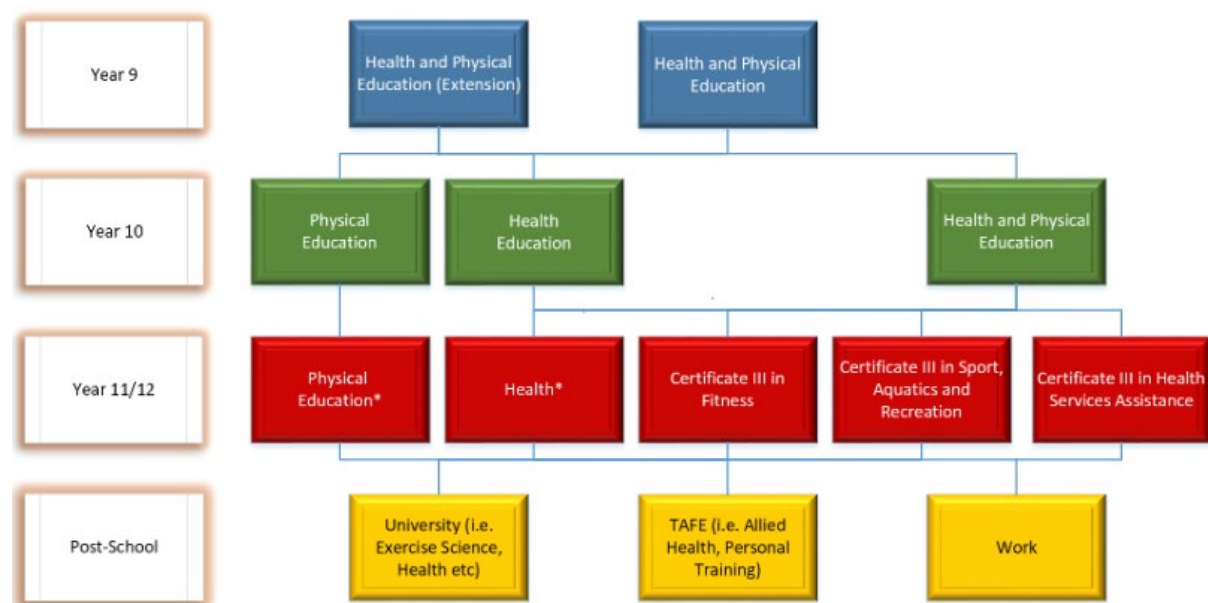 Year 9
Health and Physical
Education (Extension)
Health and Physical
Education
Year 10
Physical
Education
Health
Education
Health and Physical
Education
Year 11/12
Physical
Education*
Health*
Certificate III in
Fitness
Certificate III in Sport,
Aquatics and
Recreation
Certificate III in Health
Services Assistance
Post-School
University (i.e.
Exercise Science,
Health etc)
TAFE (i.e. Allied
Health, Personal
Training)
Work